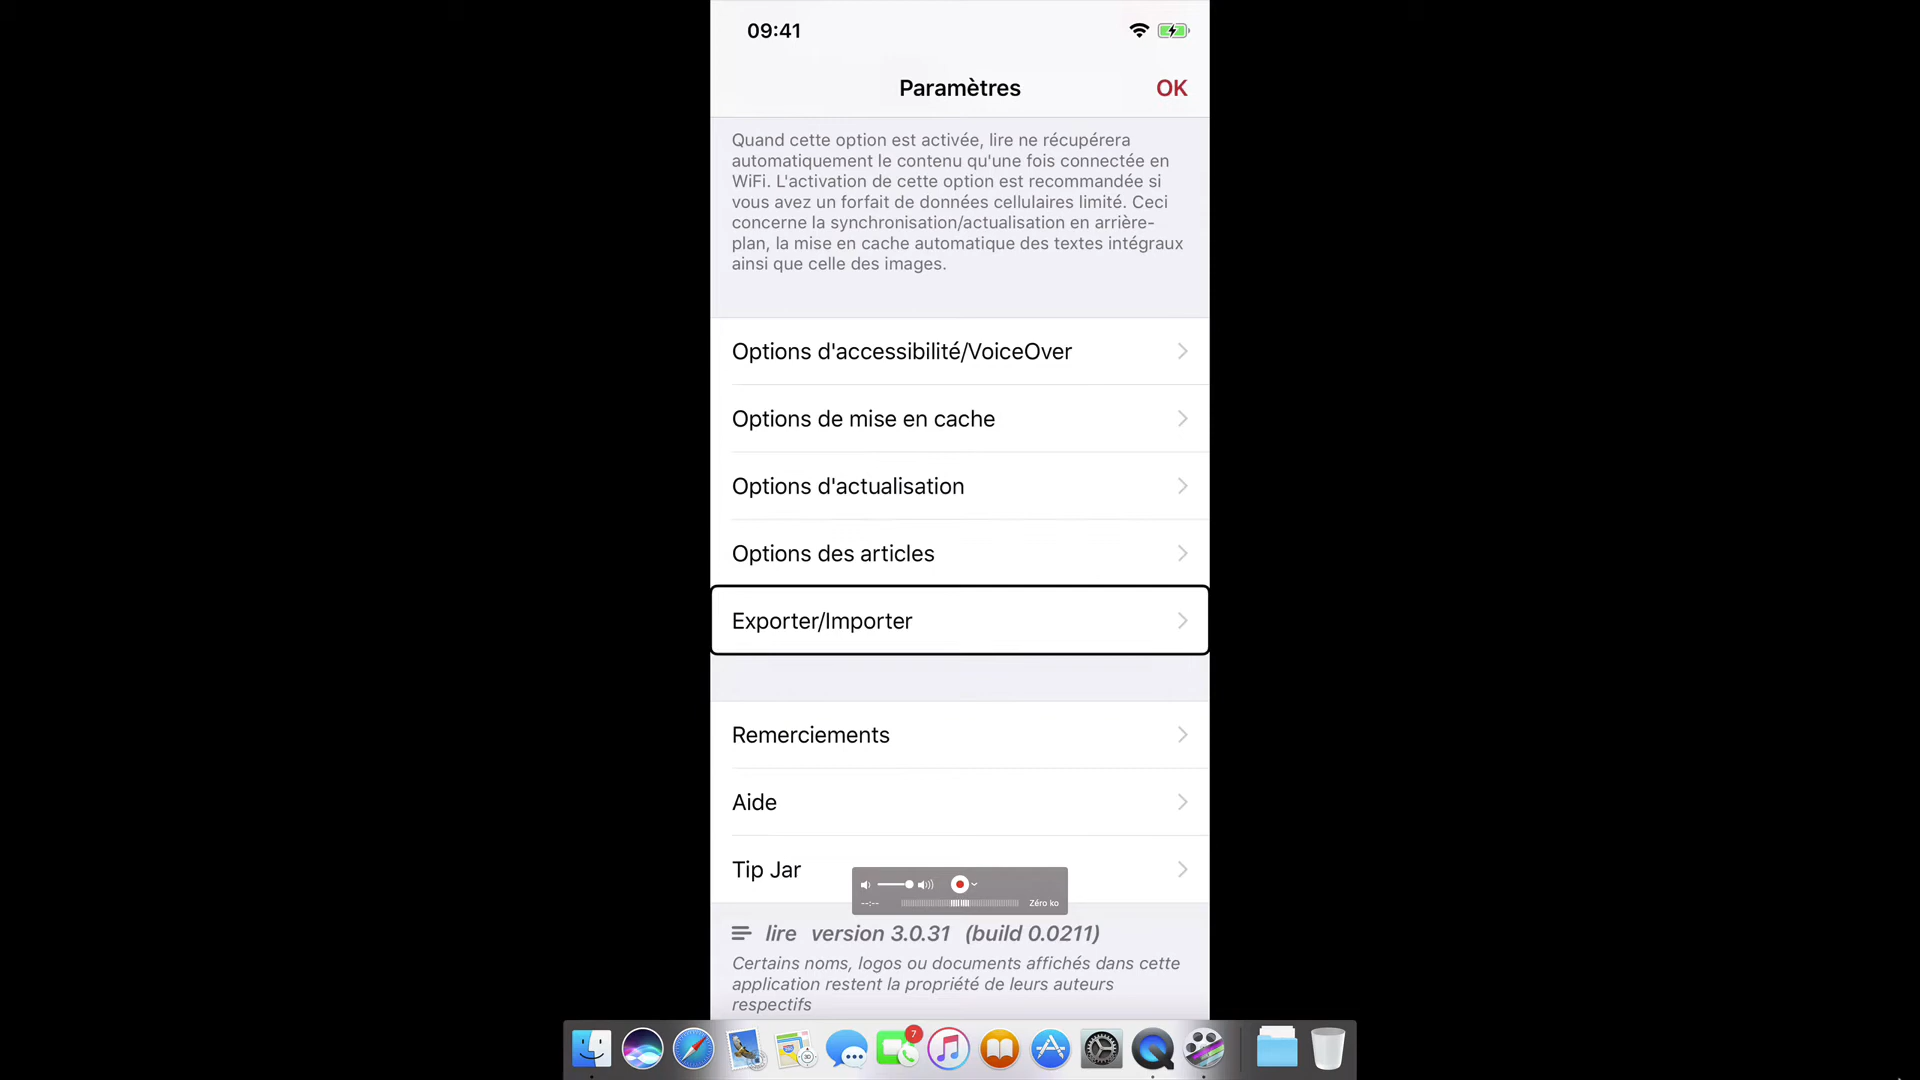 09:41
Paramètres
OK
Quand cette option est activée, lire ne récupérera
automatiquement le contenu qu'une fois connectée en
WiFi. L'activation de cette option est recommandée si
vous avez un forfait de données cellulaires limité. Ceci
concerne la synchronisation/actualisation en arrière-
plan, la mise en cache automatique des textes intégraux
ainsi que celle des images.
Options d'accessibilité/VoiceOver
Options de mise en cache
Options d'actualisation
Options des articles
Exporter/Importer
Remerciements
Aide
Tip Jar
--:--
Zéro ko
lire version 3.0.31 (build 0.0211)
Certains noms, logos ou documents affichés dans cette
application restent la propriété de leurs auteurs
respectifs
3D
7